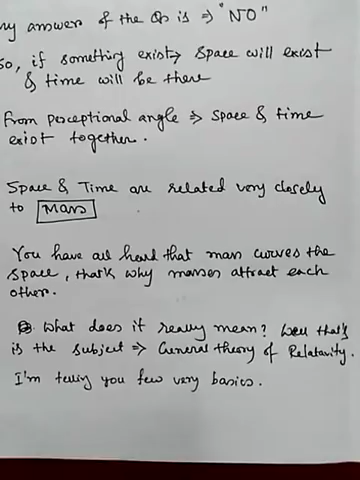 my answer of the Qs is ⇒ "NO"
So, if something exist → Space will exist
& time will be there
From perceptional angle ⇒ space & time
exist together.
Space & Time are related very closely
to Mass
You have all heard that mass curves the
space, that's why masses attract each
other.
What does it really mean? Well that's
is the subject ⇒ General theory of Relatavity.
I'm telling you few very basics.